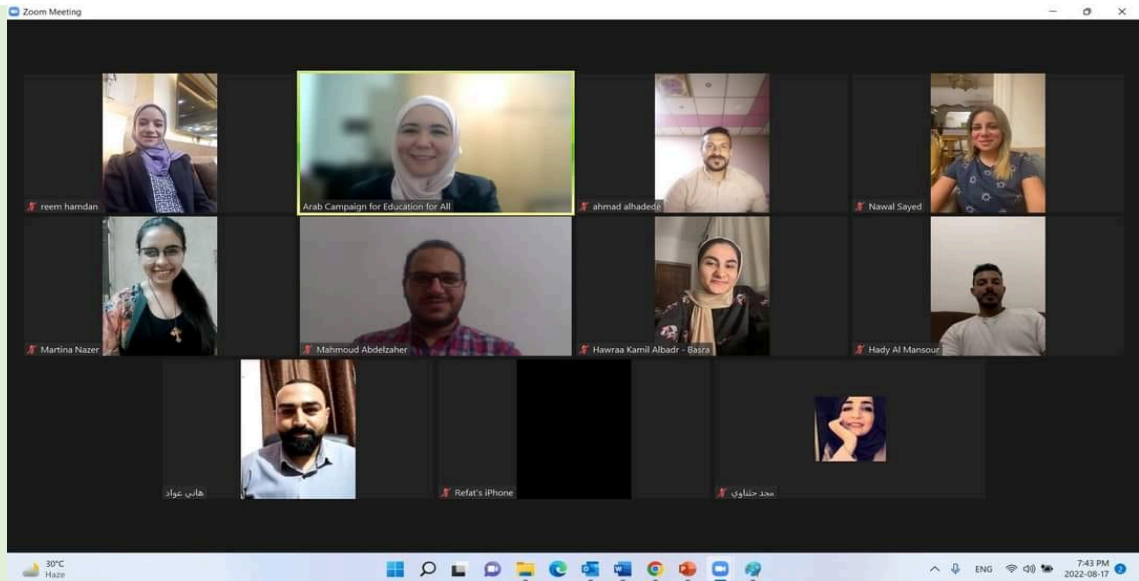 Zoom Meeting
reem hamdan
Arab Campaign for Education for All
ahmad alhadede
Nawal Sayed
Martina Nazer
Mahmoud Abdelzaher
Hawraa Kamil Albadr - Basra
Hady Al Mansour
هاني عواد
Refat's iPhone
مجد حثناوي
30°C
Haze
ENG
7:43 PM
2022-08-17
2